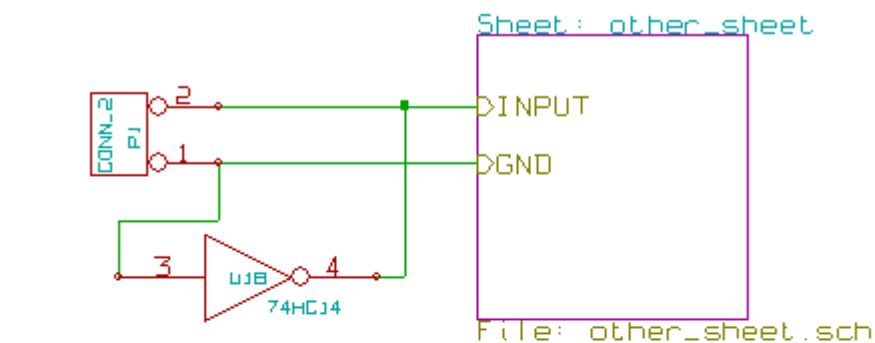 Sheet: other_sheet
CONN_2
P1
2
INPUT
1
GND
3
U1B
4
74HC14
File: other_sheet.sch